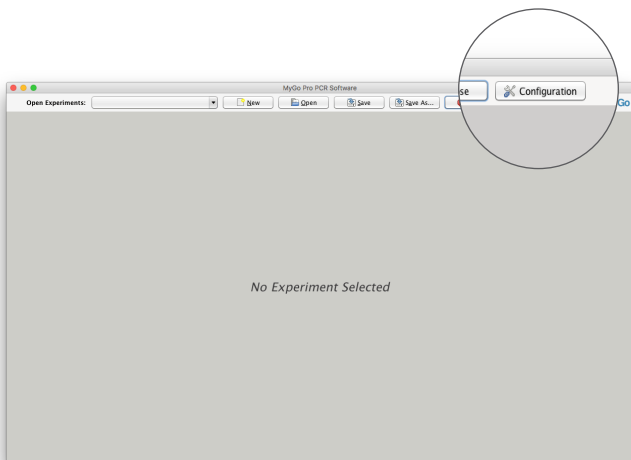 MyGo Pro PCR Software
Open Experiments: New Open Save Save As... se Configuration Go
No Experiment Selected